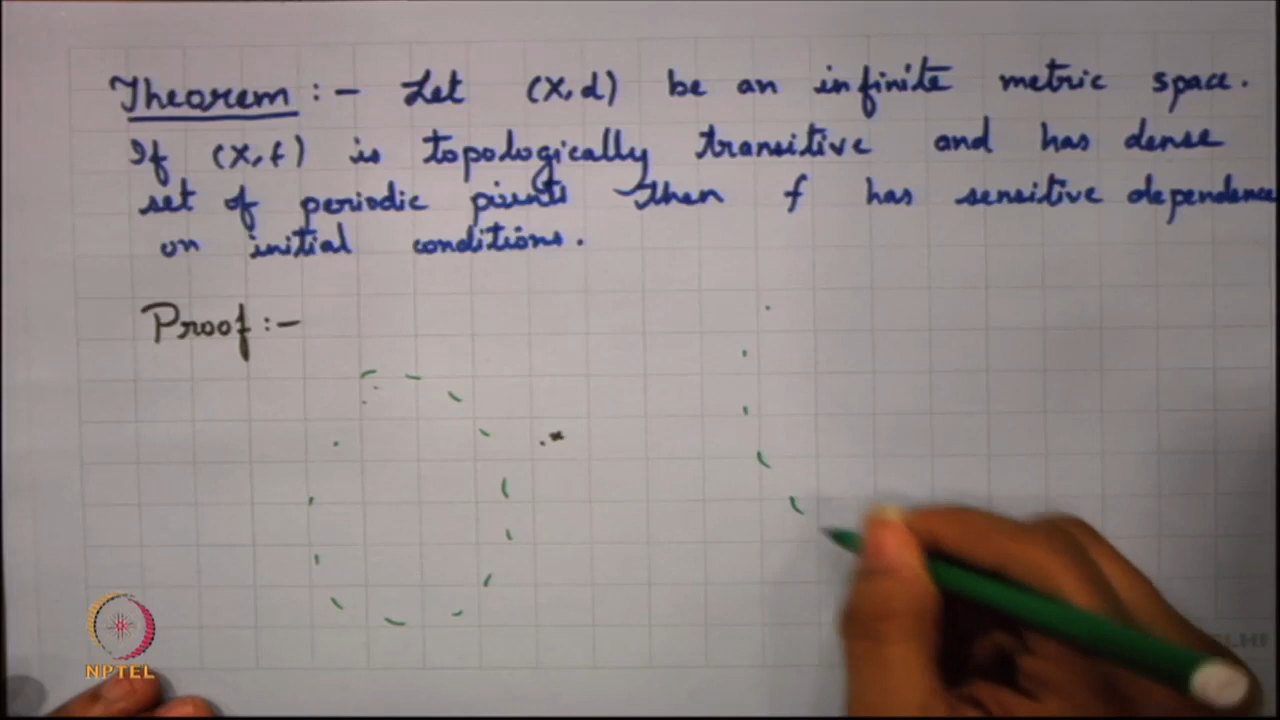 Theorem :- Let (X,d) be an infinite metric space.
If (X,f) is topologically transitive and has dense
set of periodic points then f has sensitive dependence
on initial conditions.
Proof :-
NPTEL